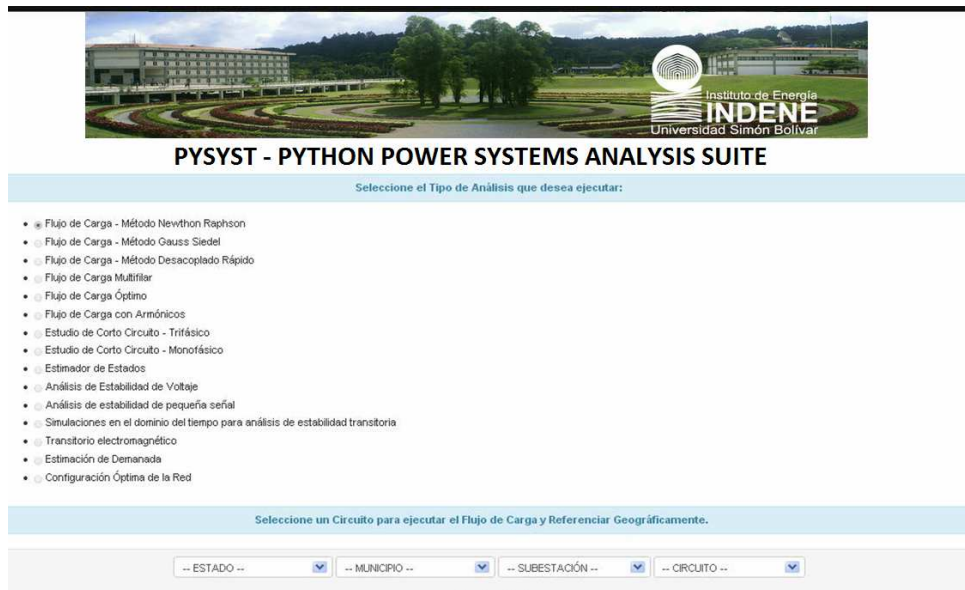 Instituto de Energía
INDENE
Universidad Simón Bolívar
PYSYST - PYTHON POWER SYSTEMS ANALYSIS SUITE
Seleccione el Tipo de Análisis que desea ejecutar:
Flujo de Carga - Método Newthon Raphson
Flujo de Carga - Método Gauss Siedel
Flujo de Carga - Método Desacoplado Rápido
Flujo de Carga Multifilar
Flujo de Carga Óptimo
Flujo de Carga con Armónicos
Estudio de Corto Circuito - Trifásico
Estudio de Corto Circuito - Monofásico
Estimador de Estados
Análisis de Estabilidad de Voltaje
Análisis de estabilidad de pequeña señal
Simulaciones en el dominio del tiempo para análisis de estabilidad transitoria
Transitorio electromagnético
Estimación de Demanada
Configuración Óptima de la Red
Seleccione un Circuito para ejecutar el Flujo de Carga y Referenciar Geográficamente.
-- ESTADO -- -- MUNICIPIO -- -- SUBESTACIÓN -- -- CIRCUITO --